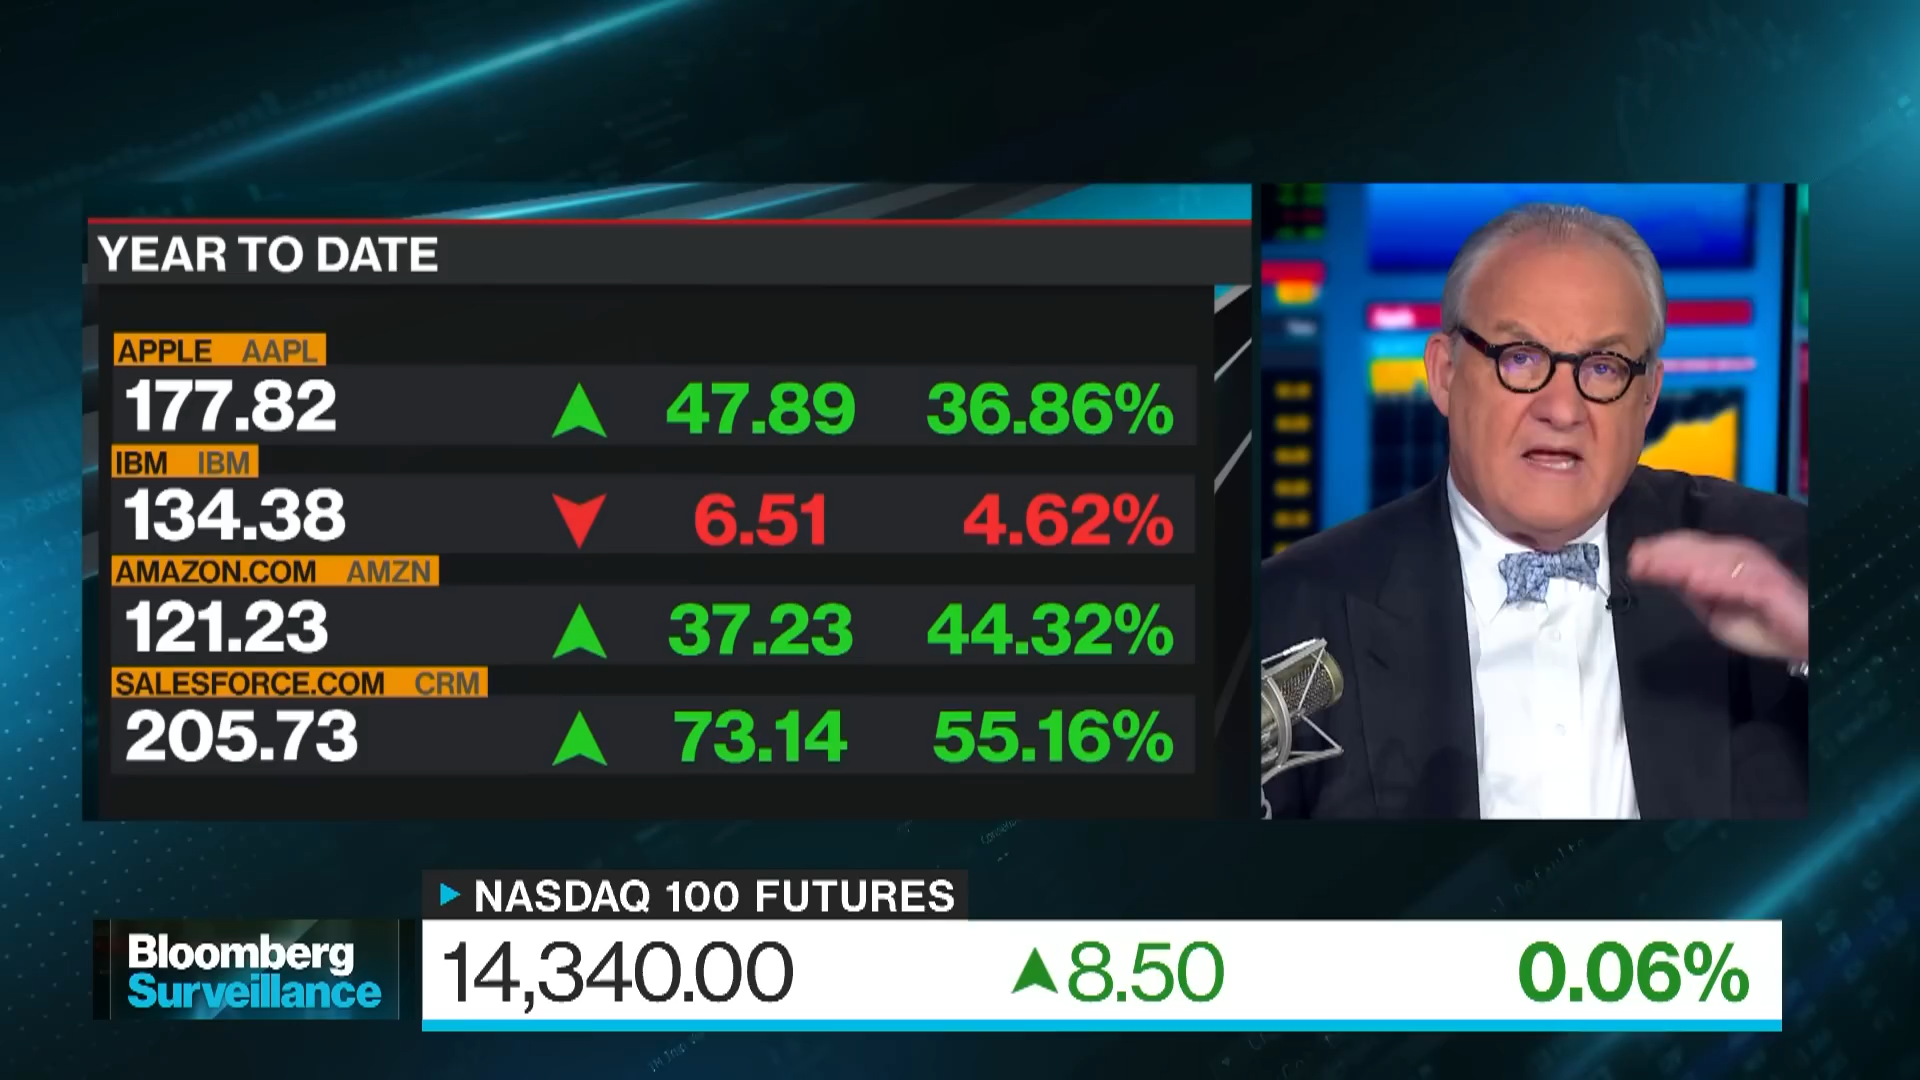 YEAR TO DATE
APPLE AAPL
177.82 47.89 36.86%
IBM IBM
134.38 6.51 4.62%
AMAZON.COM AMZN
121.23 37.23 44.32%
SALESFORCE.COM CRM
205.73 73.14 55.16%
NASDAQ 100 FUTURES
Bloomberg
Surveillance
14,340.00 8.50 0.06%